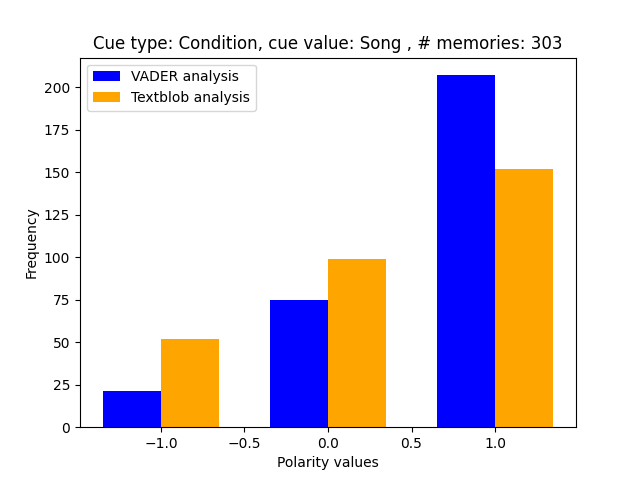 Cue type: Condition, cue value: Song , # memories: 303
VADER analysis
Textblob analysis
Frequency
200
175
150
125
100
75
50
25
0
−1.0
−0.5
0.0
0.5
1.0
Polarity values